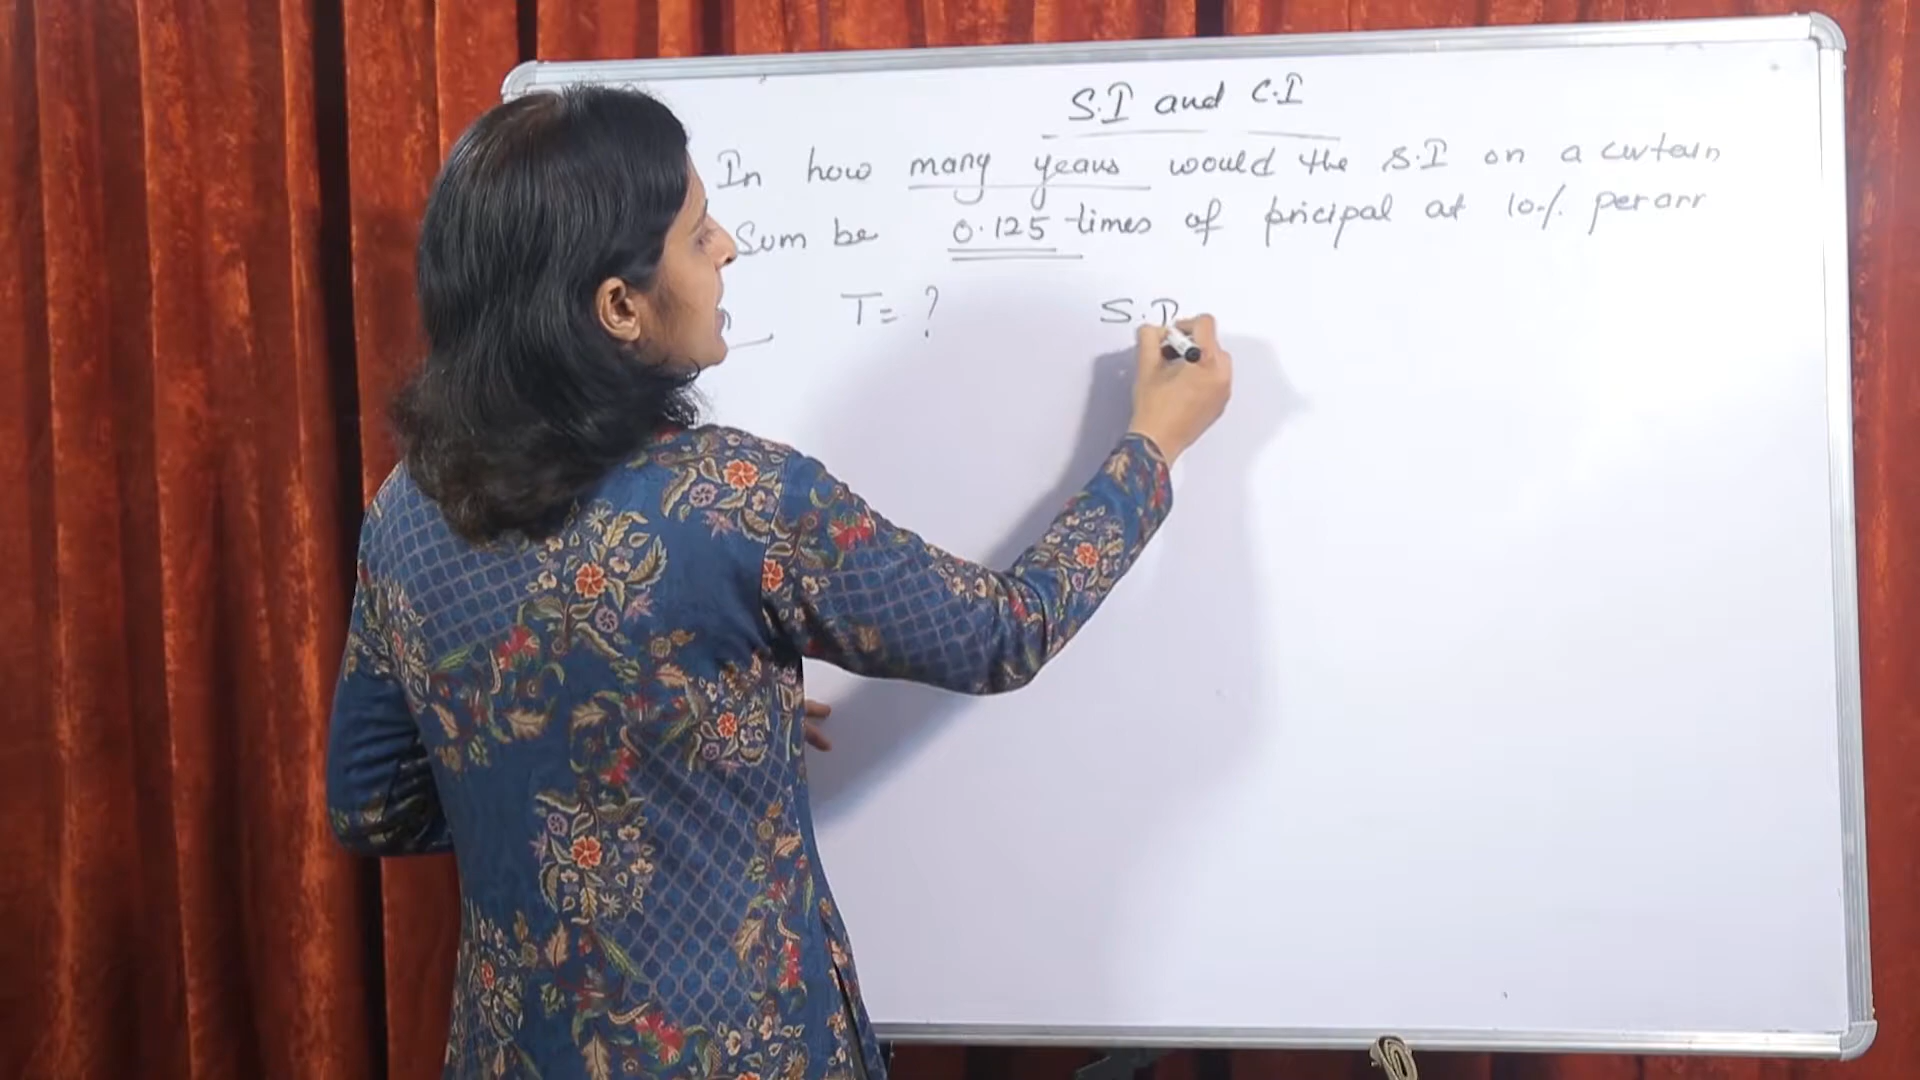 S.I and C.I
In how many years would the S.I on a certain
Sum be 0.125 times of pricipal at 10% per ann
T = ? S.I